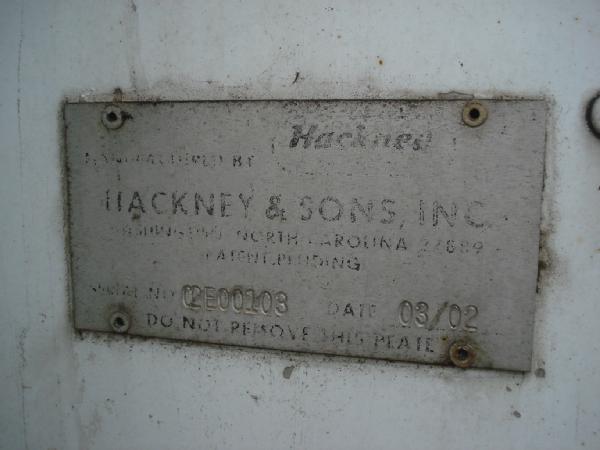 Hackney
MANUFACTURED BY
HACKNEY & SONS, INC.
WASHINGTON, NORTH CAROLINA 27889
PATENT PENDING
SERIAL NO 02E00103 DATE 03/02
DO NOT REMOVE THIS PLATE